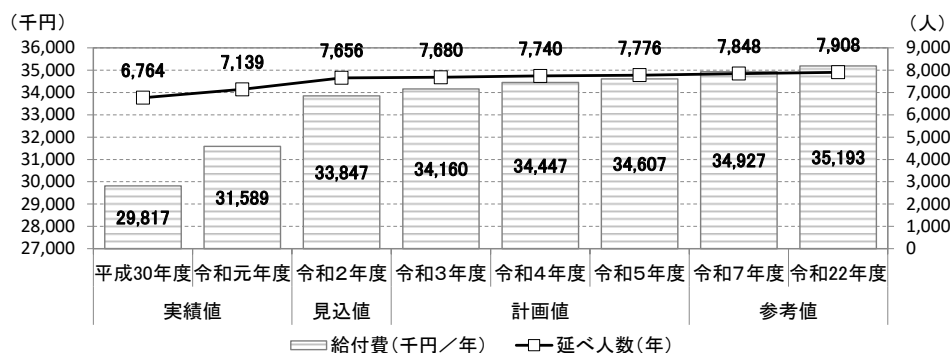 （千円）
（人）
36,000
35,000
34,000
33,000
32,000
31,000
30,000
29,000
28,000
27,000
9,000
8,000
7,000
6,000
5,000
4,000
3,000
2,000
1,000
0
6,764 7,139 7,656 7,680 7,740 7,776 7,848 7,908
29,817 31,589 33,847 34,160 34,447 34,607 34,927 35,193
平成30年度 令和元年度 令和２年度 令和３年度 令和４年度 令和５年度 令和７年度 令和22年度
実績値 見込値 計画値 参考値
給付費（千円／年） 延べ人数（年）